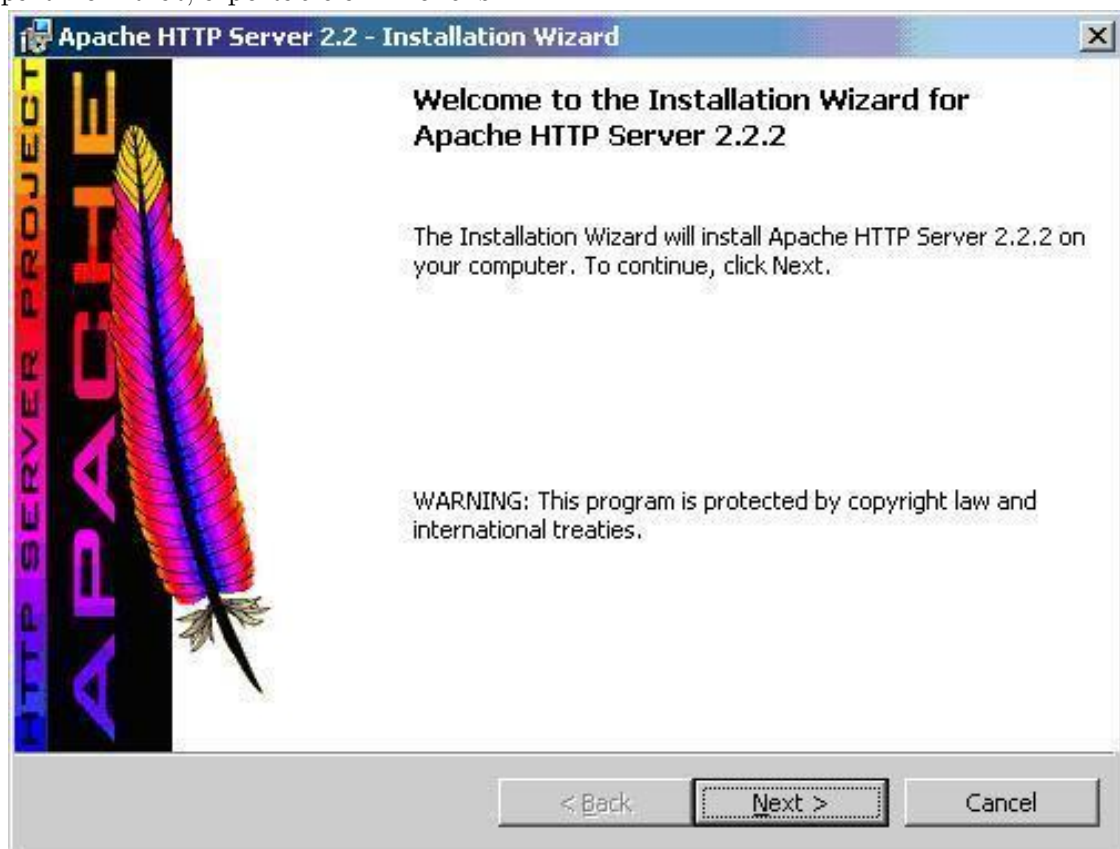 Apache HTTP Server 2.2 - Installation Wizard
HTTP SERVER PROJECT
APACHE
Welcome to the Installation Wizard for
Apache HTTP Server 2.2.2
The Installation Wizard will install Apache HTTP Server 2.2.2 on
your computer. To continue, click Next.
WARNING: This program is protected by copyright law and
international treaties.
< Back
Next >
Cancel